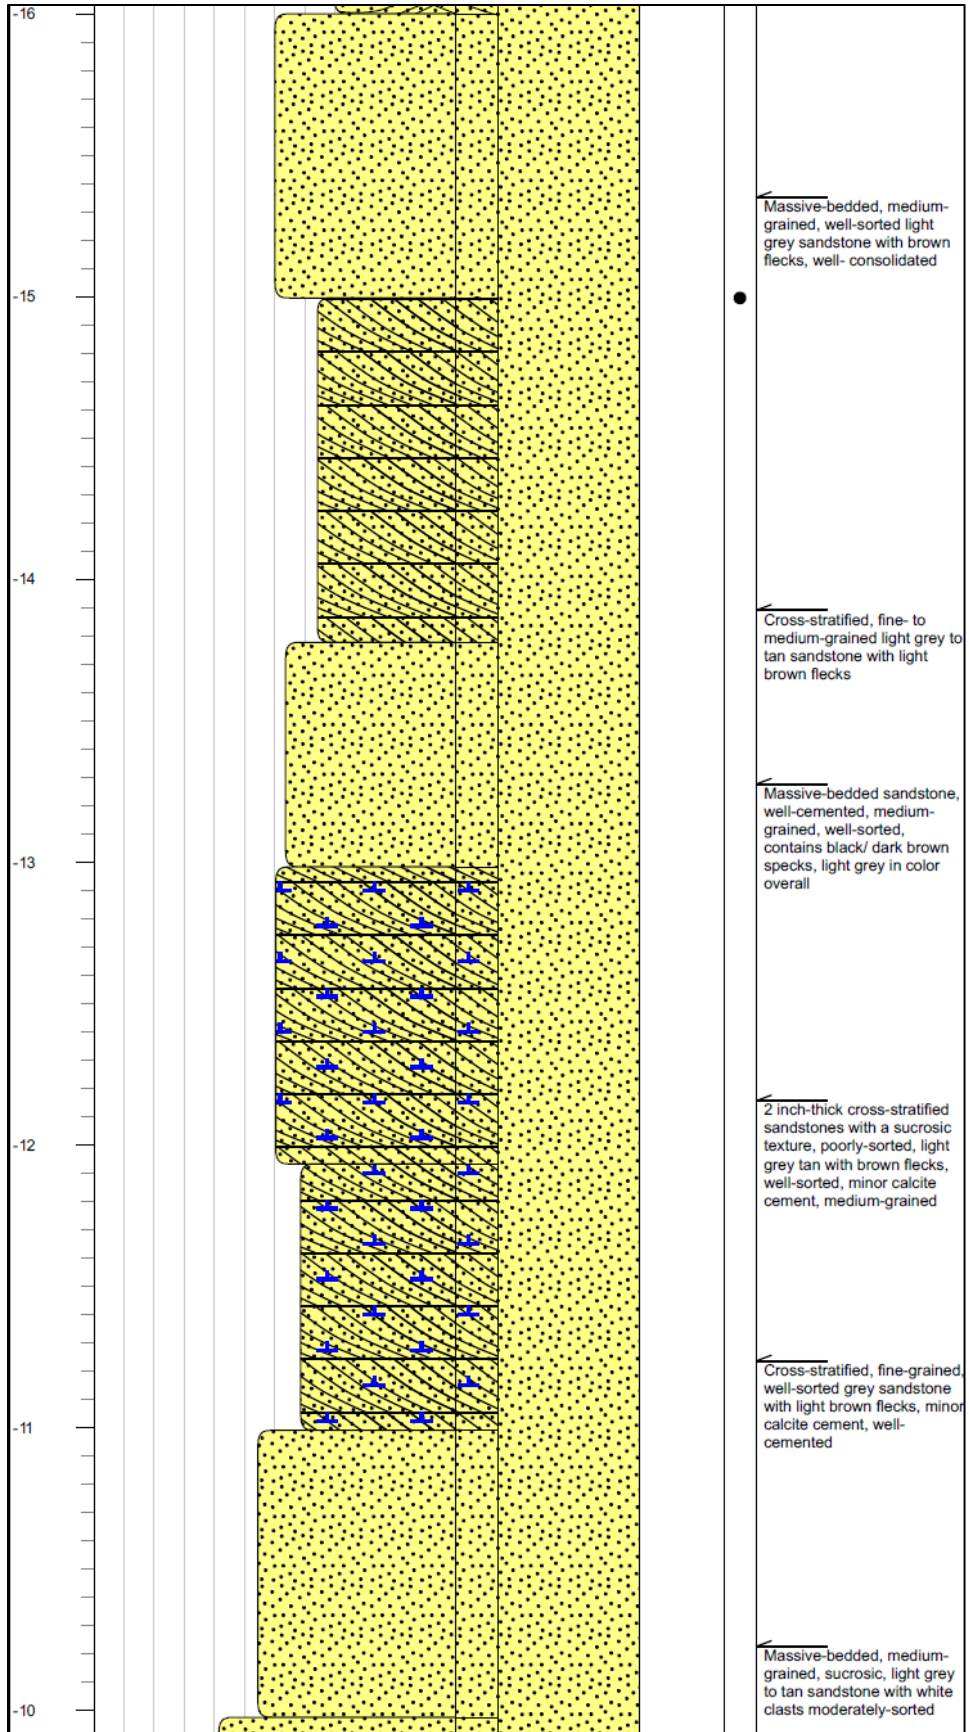 -16
Massive-bedded, medium-
grained, well-sorted light
grey sandstone with brown
flecks, well- consolidated
-15
-14
Cross-stratified, fine- to
medium-grained light grey to
tan sandstone with light
brown flecks
Massive-bedded sandstone,
well-cemented, medium-
grained, well-sorted,
contains black/ dark brown
specks, light grey in color
overall
-13
-12
2 inch-thick cross-stratified
sandstones with a sucrosic
texture, poorly-sorted, light
grey tan with brown flecks,
well-sorted, minor calcite
cement, medium-grained
Cross-stratified, fine-grained,
well-sorted grey sandstone
with light brown flecks, minor
calcite cement, well-
cemented
-11
Massive-bedded, medium-
grained, sucrosic, light grey
to tan sandstone with white
clasts moderately-sorted
-10